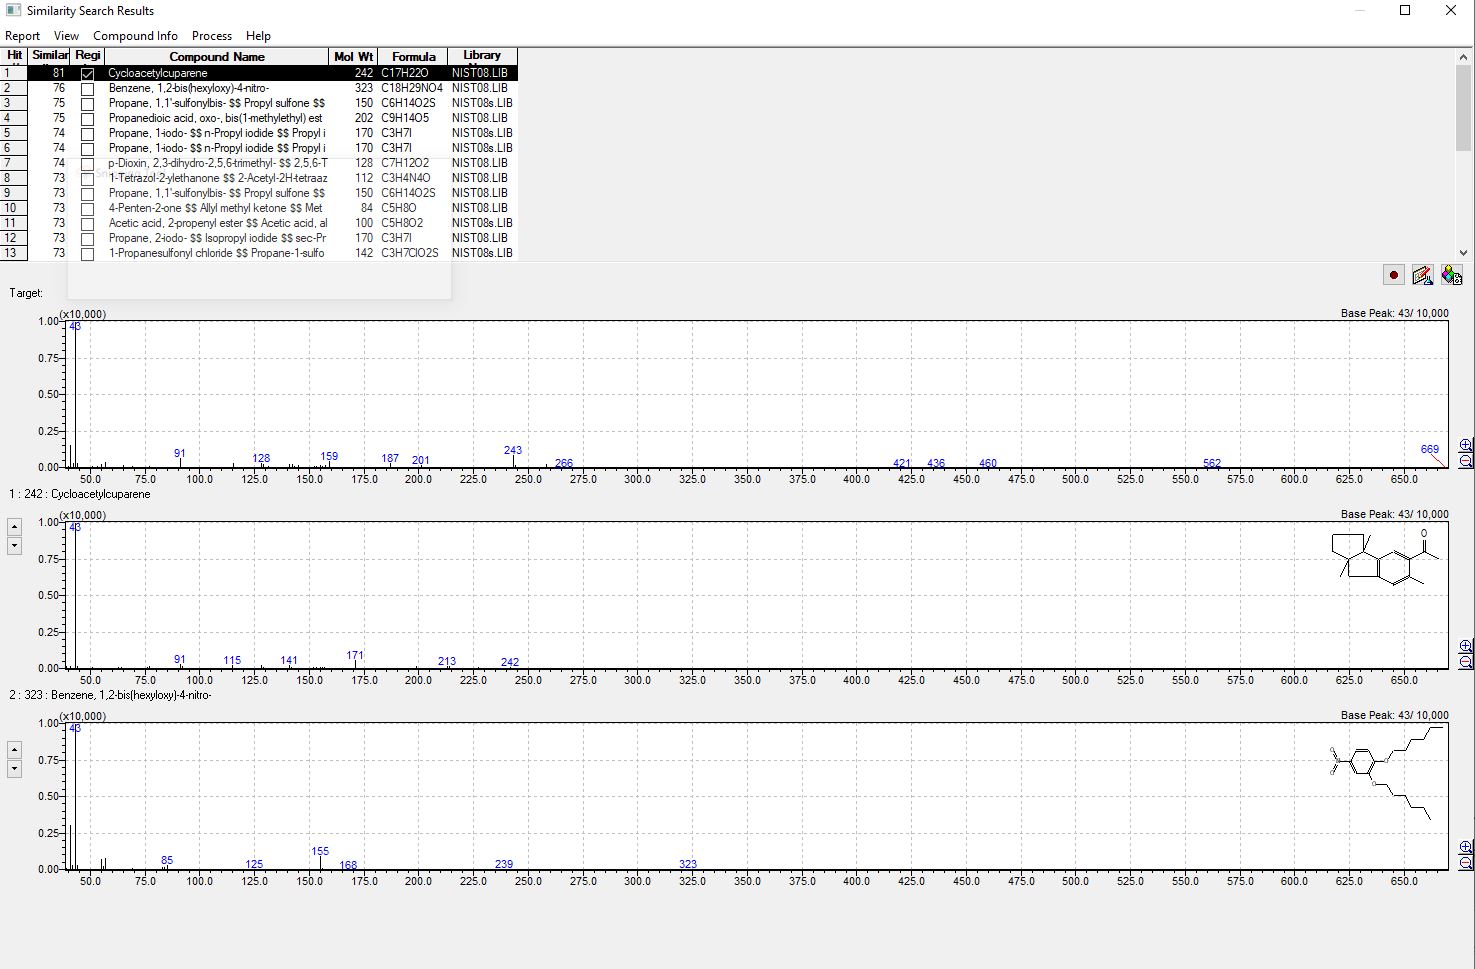 Similarity Search Results
Report View Compound Info Process Help
Hit Similar Regi Compound Name Mol Wt Formula Library
1 81 Cycloacetylcuparene 242 C17H22O NIST08.LIB
2 76 Benzene, 1,2-bis(hexyloxy)-4-nitro- 323 C18H29NO4 NIST08.LIB
3 75 Propane, 1,1'-sulfonylbis- $$ Propyl sulfone $$ 150 C6H14O2S NIST08s.LIB
4 75 Propanedioic acid, oxo-, bis(1-methylethyl) est 202 C9H14O5 NIST08.LIB
5 74 Propane, 1-iodo- $$ n-Propyl iodide $$ Propyl i 170 C3H7I NIST08s.LIB
6 74 Propane, 1-iodo- $$ n-Propyl iodide $$ Propyl i 170 C3H7I NIST08.LIB
7 74 p-Dioxin, 2,3-dihydro-2,5,6-trimethyl- $$ 2,5,6-T 128 C7H12O2 NIST08.LIB
8 73 1-Tetrazol-2-ylethanone $$ 2-Acetyl-2H-tetraaz 112 C3H4N4O NIST08.LIB
9 73 Propane, 1,1'-sulfonylbis- $$ Propyl sulfone $$ 150 C6H14O2S NIST08.LIB
10 73 4-Penten-2-one $$ Allyl methyl ketone $$ Met 84 C5H8O NIST08.LIB
11 73 Acetic acid, 2-propenyl ester $$ Acetic acid, al 100 C5H8O2 NIST08s.LIB
12 73 Propane, 2-iodo- $$ Isopropyl iodide $$ sec-Pr 170 C3H7I NIST08.LIB
13 73 1-Propanesulfonyl chloride $$ Propane-1-sulfo 142 C3H7ClO2S NIST08s.LIB
Target:
(x10,000) Base Peak: 43/ 10,000
1.00
43
0.75
0.50
0.25
91 128 159 187 201 243 266 421 436 460 562 669
0.00
50.0 75.0 100.0 125.0 150.0 175.0 200.0 225.0 250.0 275.0 300.0 325.0 350.0 375.0 400.0 425.0 450.0 475.0 500.0 525.0 550.0 575.0 600.0 625.0 650.0
1 : 242 : Cycloacetylcuparene
(x10,000) Base Peak: 43/ 10,000
1.00
43
O
0.75
0.50
0.25
91 115 141 171 213 242
0.00
50.0 75.0 100.0 125.0 150.0 175.0 200.0 225.0 250.0 275.0 300.0 325.0 350.0 375.0 400.0 425.0 450.0 475.0 500.0 525.0 550.0 575.0 600.0 625.0 650.0
2 : 323 : Benzene, 1,2-bis(hexyloxy)-4-nitro-
(x10,000) Base Peak: 43/ 10,000
1.00
43
0.75
0.50
0.25
85 125 155 168 239 323
0.00
50.0 75.0 100.0 125.0 150.0 175.0 200.0 225.0 250.0 275.0 300.0 325.0 350.0 375.0 400.0 425.0 450.0 475.0 500.0 525.0 550.0 575.0 600.0 625.0 650.0